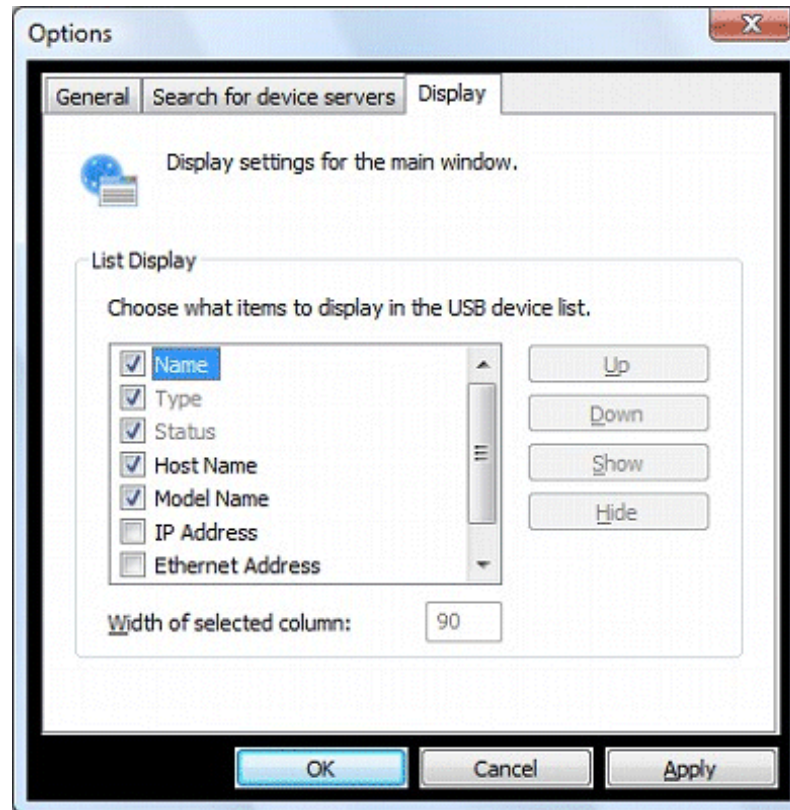 Options
General Search for device servers Display
Display settings for the main window.
List Display
Choose what items to display in the USB device list.
Name
Type
Status
Host Name
Model Name
IP Address
Ethernet Address
Up
Down
Show
Hide
Width of selected column: 90
OK Cancel Apply